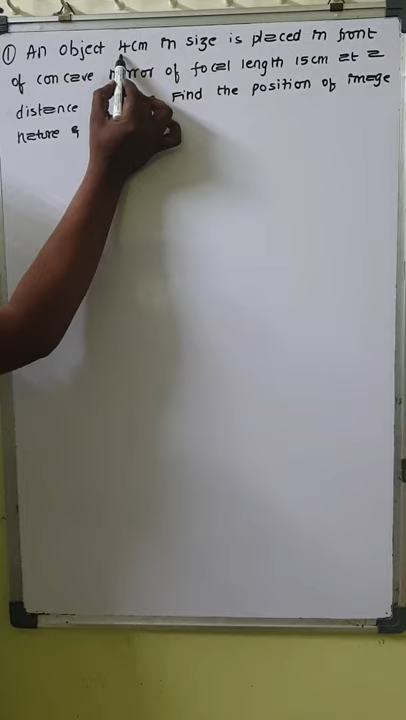 ① An object 4cm in size is placed in front
of concave mirror of focal length 15cm at a
distance Find the position of image
nature &